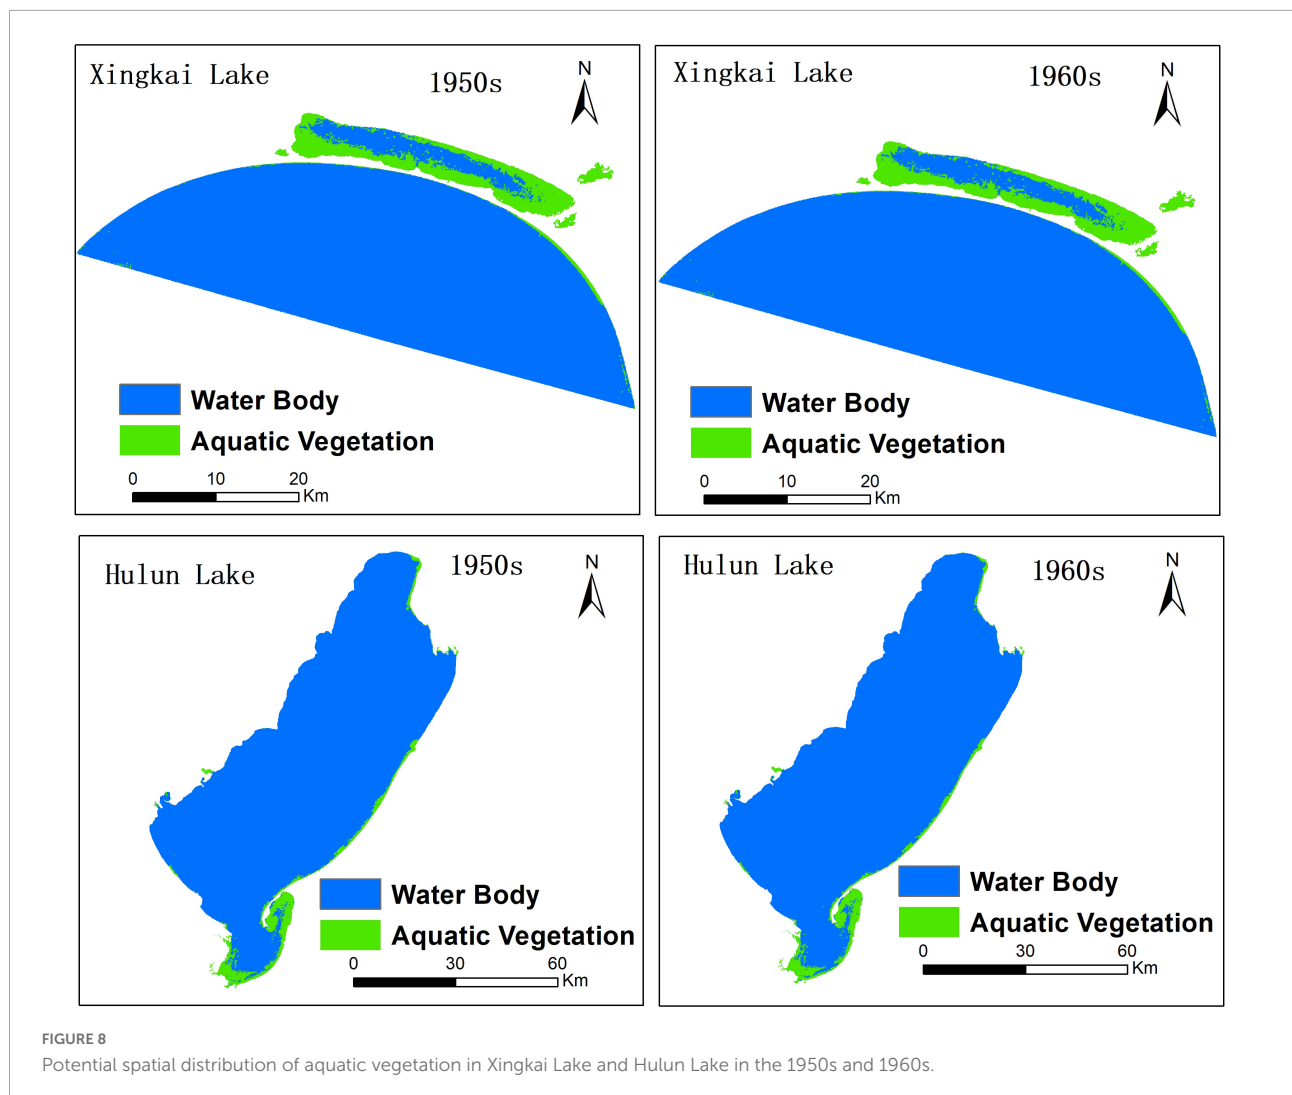 Xingkai Lake
1950s
N
Water Body
Aquatic Vegetation
0 10 20
Km
Xingkai Lake
1960s
N
Water Body
Aquatic Vegetation
0 10 20
Km
Hulun Lake
1950s
N
Water Body
Aquatic Vegetation
0 30 60
Km
Hulun Lake
1960s
N
Water Body
Aquatic Vegetation
0 30 60
Km
FIGURE 8
Potential spatial distribution of aquatic vegetation in Xingkai Lake and Hulun Lake in the 1950s and 1960s.